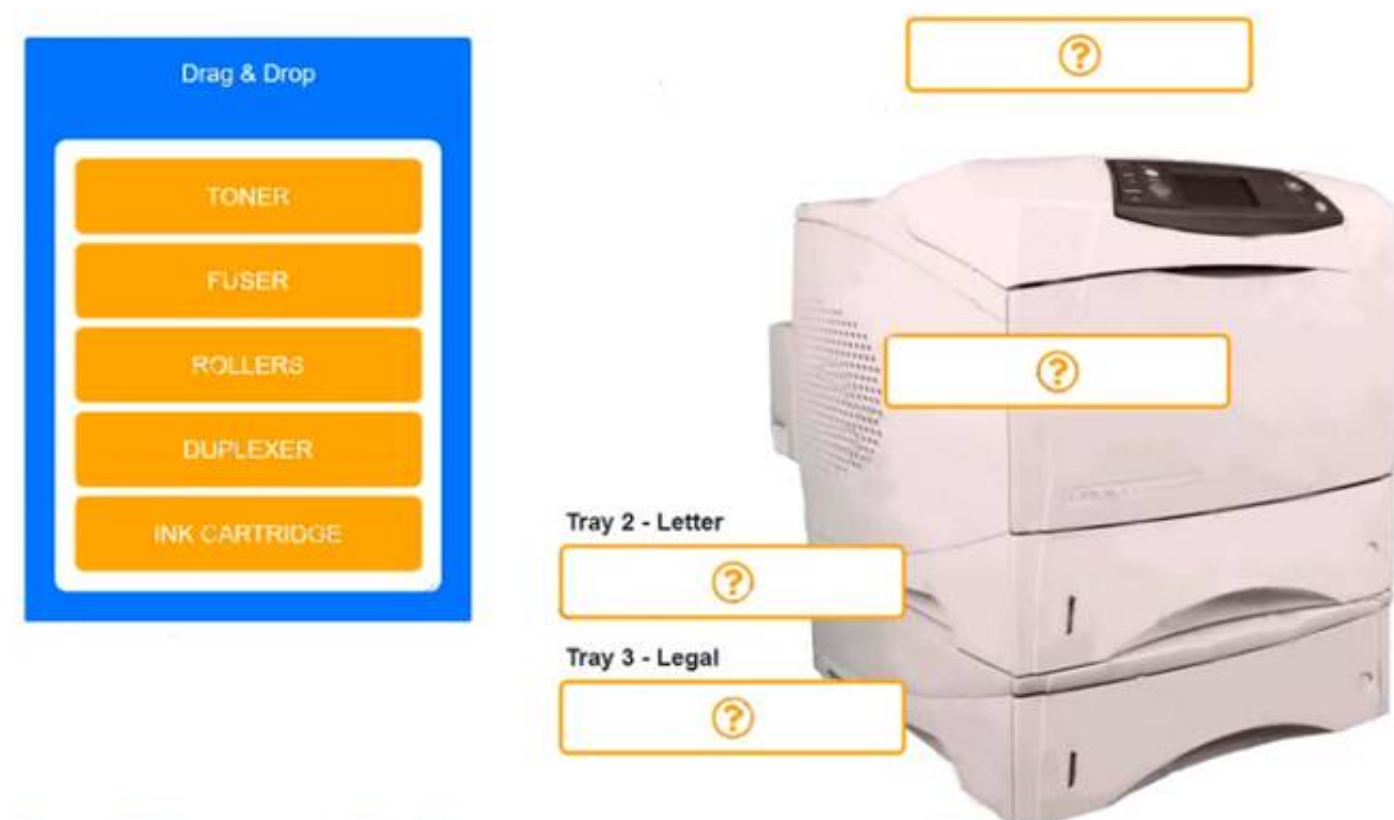 Drag & Drop
TONER
FUSER
ROLLERS
DUPLEXER
INK CARTRIDGE
?
?
Tray 2 - Letter
?
Tray 3 - Legal
?